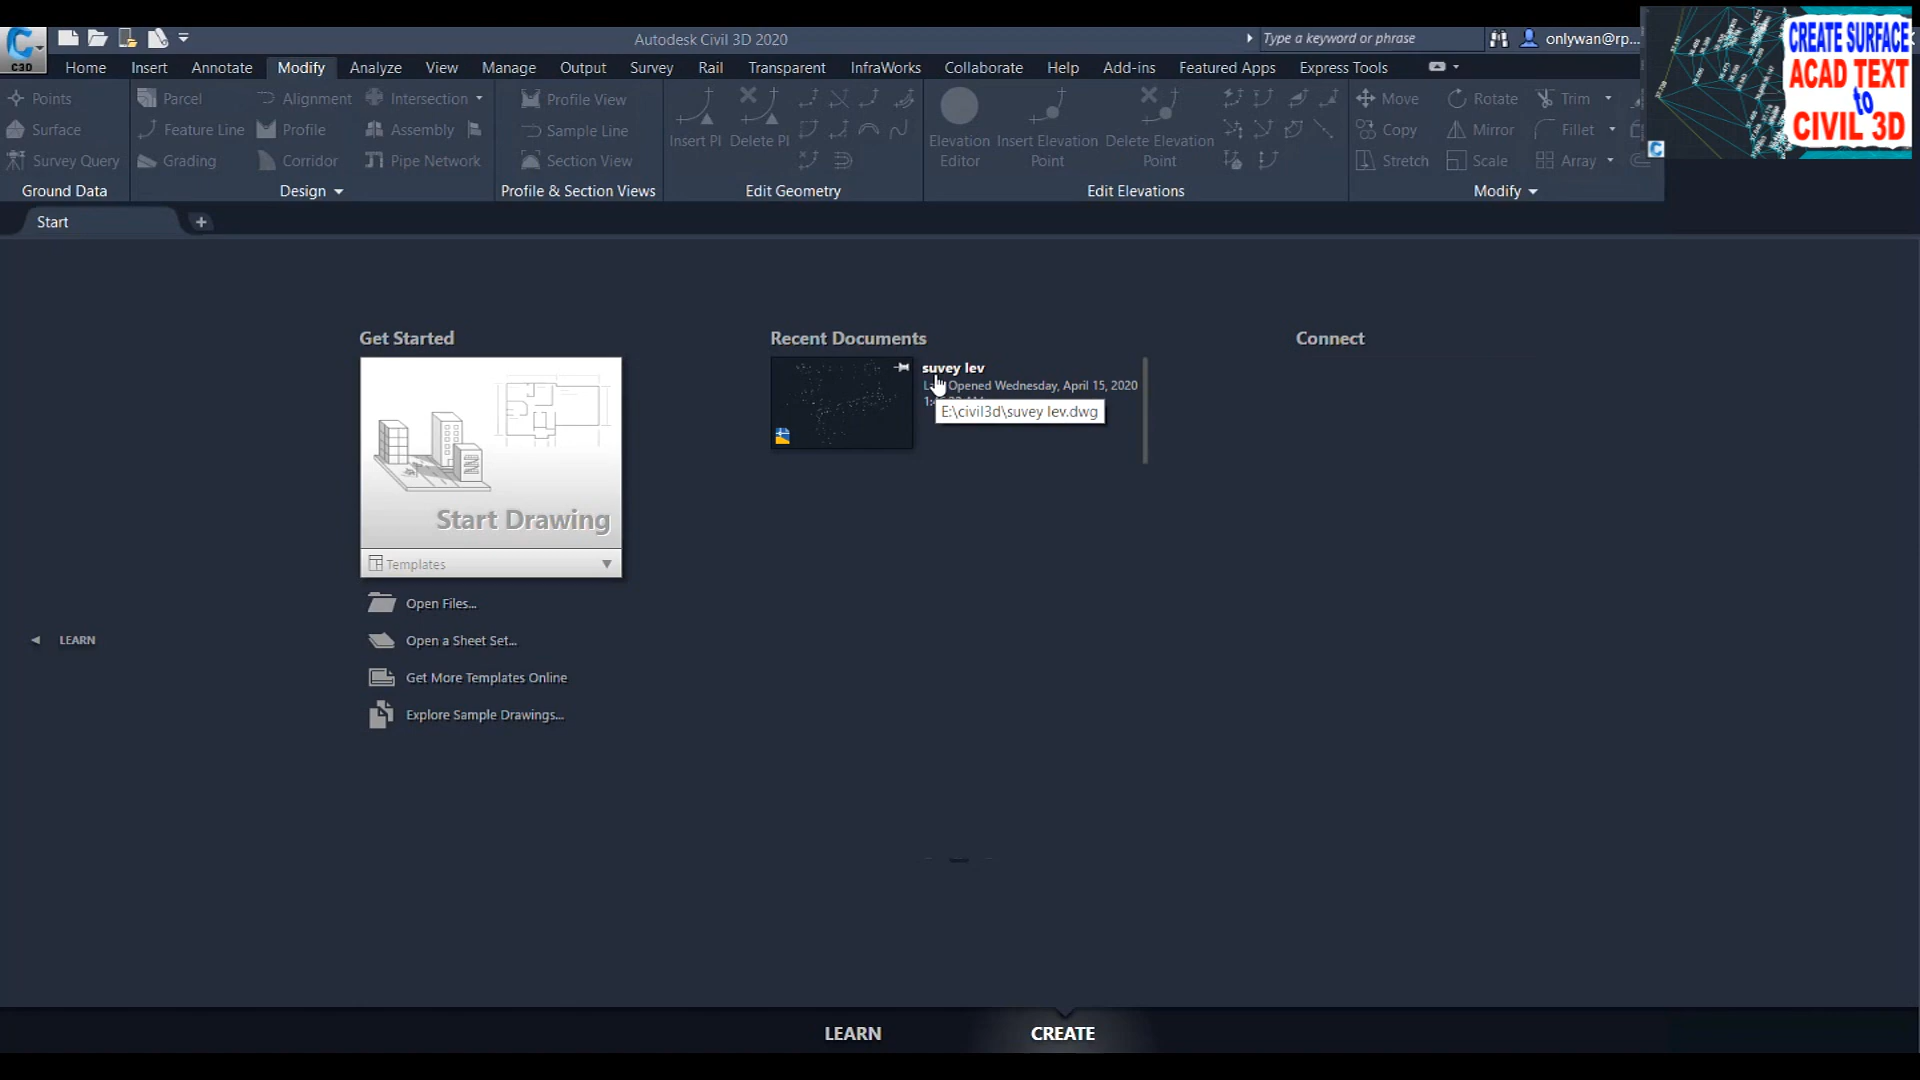 C3D
Autodesk Civil 3D 2020
Type a keyword or phrase
onlywan@rp...
Home Insert Annotate Modify Analyze View Manage Output Survey Rail Transparent InfraWorks Collaborate Help Add-ins Featured Apps Express Tools
Points Parcel Alignment Intersection Profile View Move Rotate Trim
Surface Feature Line Profile Assembly Sample Line Insert PI Delete PI Elevation Insert Elevation Delete Elevation Copy Mirror Fillet
Survey Query Grading Corridor Pipe Network Section View Editor Point Point Stretch Scale Array
Ground Data Design Profile & Section Views Edit Geometry Edit Elevations Modify
CREATE SURFACE
ACAD TEXT
to
CIVIL 3D
Start
Get Started
Start Drawing
Templates
Open Files...
Open a Sheet Set...
Get More Templates Online
Explore Sample Drawings...
Recent Documents
suvey lev
Opened Wednesday, April 15, 2020
E:\civil3d\suvey lev.dwg
Connect
LEARN
LEARN CREATE